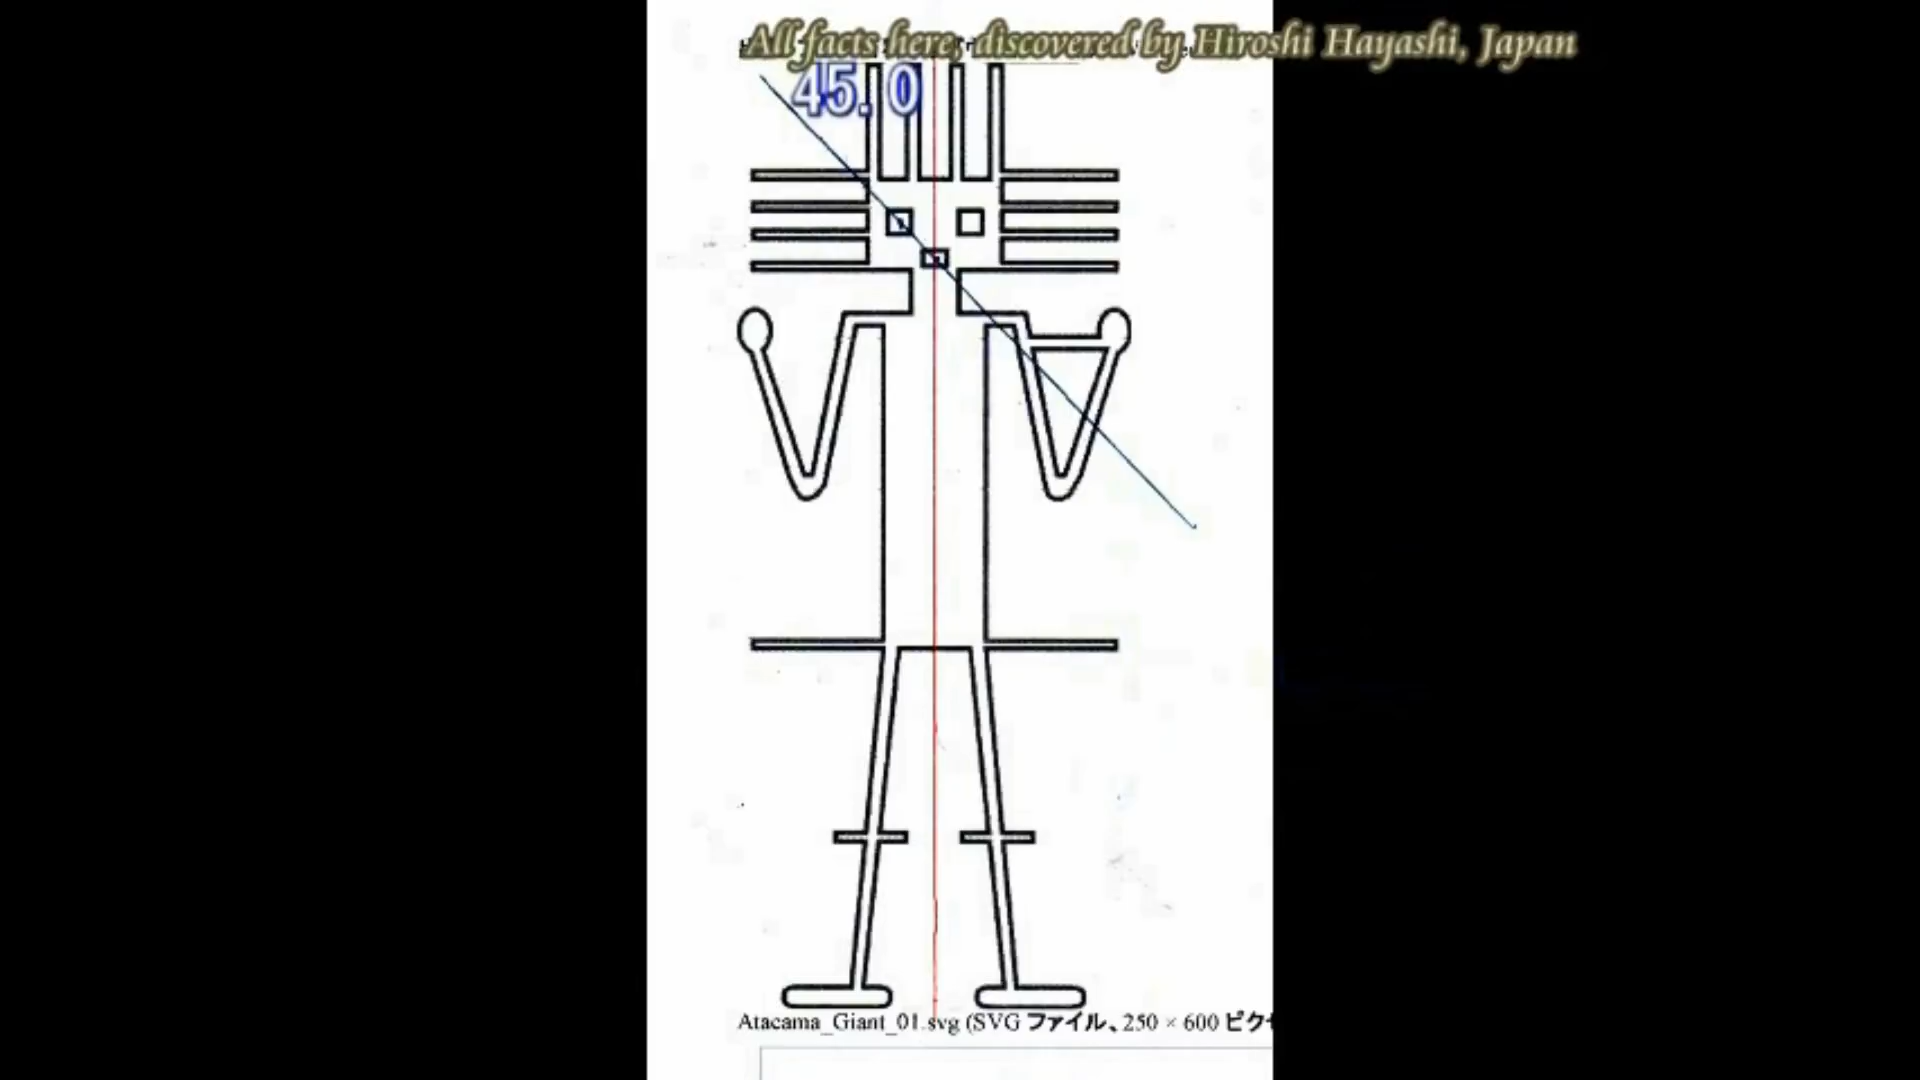 All facts here, discovered by Hiroshi Hayashi, Japan
45.0
Atacama_Giant_01.svg (SVG ファイル、250 × 600 ピクセ